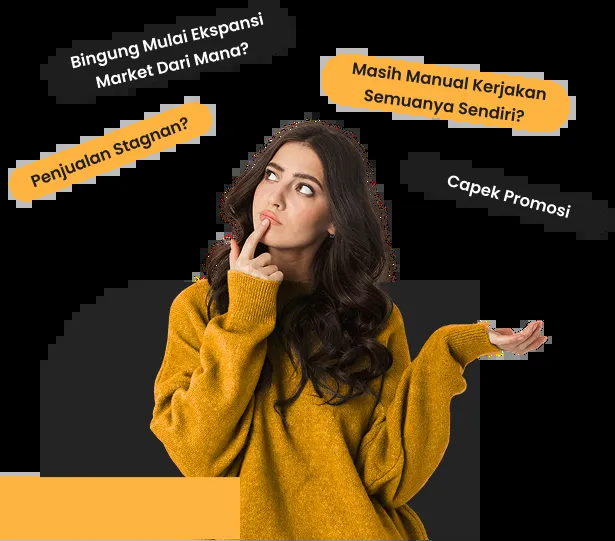 Bingung Mulai Ekspansi
Market Dari Mana?
Masih Manual Kerjakan
Semuanya Sendiri?
Penjualan Stagnan?
Capek Promosi